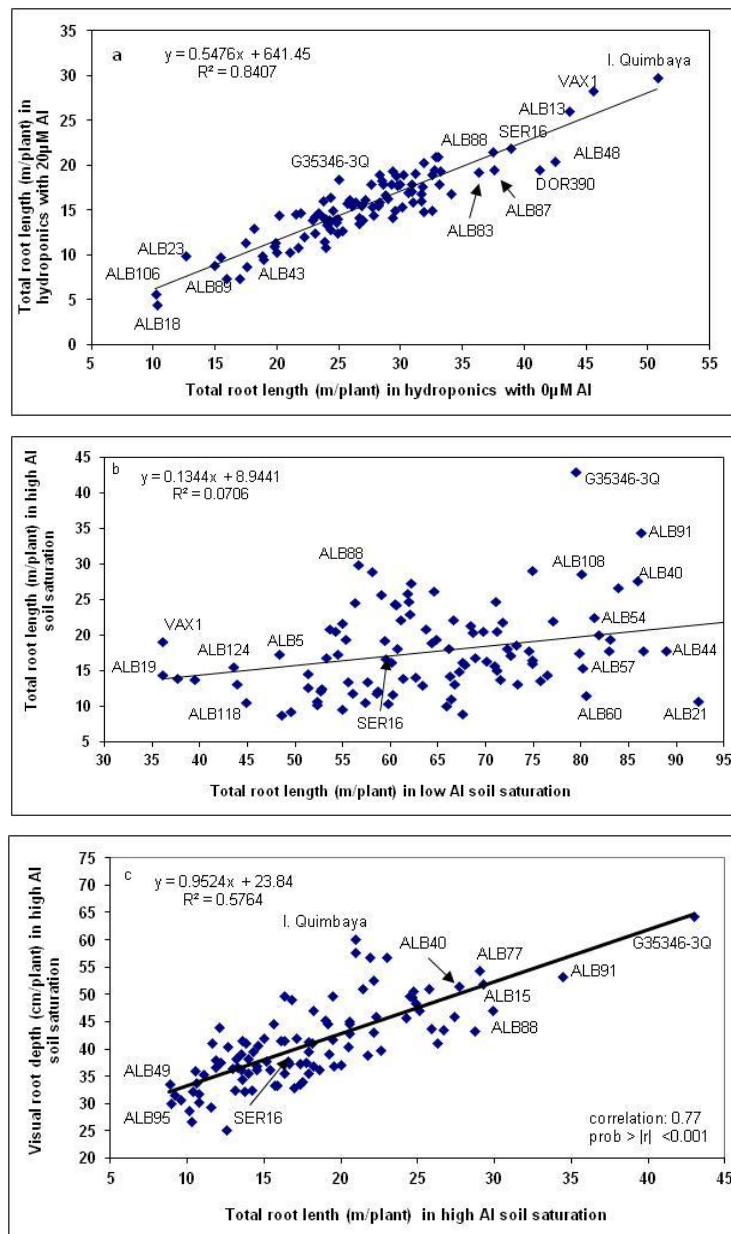 a
y = 0.5476x + 641.45
R² = 0.8407
I. Quimbaya
VAX1
ALB13
ALB88
SER16
ALB48
G35346-3Q
DOR390
ALB87
ALB83
ALB23
ALB106
ALB89
ALB43
ALB18
Total root length (m/plant) in
hydroponics with 20µM Al
35
30
25
20
15
10
5
0
5 10 15 20 25 30 35 40 45 50 55
Total root length (m/plant) in hydroponics with 0µM Al
b
y = 0.1344x + 8.9441
R² = 0.0706
G35346-3Q
ALB91
ALB88
ALB108
ALB40
VAX1
ALB124
ALB5
ALB54
ALB44
ALB19
ALB57
ALB118
SER16
ALB60
ALB21
Total root length (m/plant) in high Al
soil saturation
45
40
35
30
25
20
15
10
5
30 35 40 45 50 55 60 65 70 75 80 85 90 95
Total root length (m/plant) in low Al soil saturation
c
y = 0.9524x + 23.84
R² = 0.5764
I. Quimbaya
ALB40
ALB77
G35346-3Q
ALB91
ALB15
ALB88
ALB49
ALB95
SER16
correlation: 0.77
prob > |r| <0.001
Visual root depth (cm/plant) in high Al
soil saturation
75
70
65
60
55
50
45
40
35
30
25
20
5 10 15 20 25 30 35 40 45
Total root lenth (m/plant) in high Al soil saturation